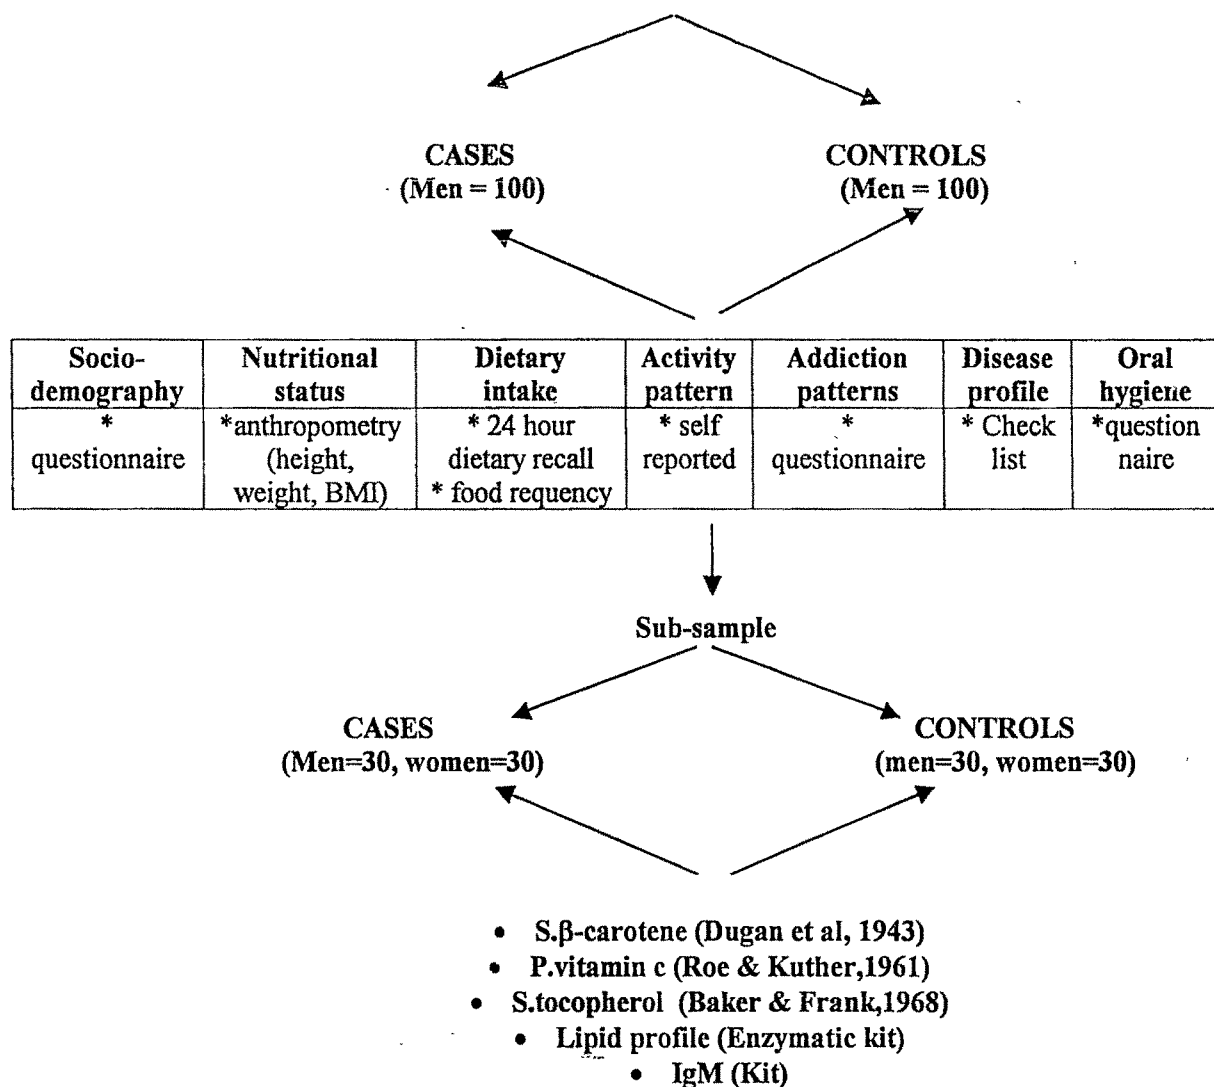 CASES
(Men = 100)
CONTROLS
(Men = 100)
Socio-
demography
Nutritional
status
Dietary
intake
Activity
pattern
Addiction
patterns
Disease
profile
Oral
hygiene
*
questionnaire
*anthropometry
(height,
weight, BMI)
* 24 hour
dietary recall
* food requency
* self
reported
*
questionnaire
* Check
list
*question
naire
Sub-sample
CASES
(Men=30, women=30)
CONTROLS
(men=30, women=30)
• S.β-carotene (Dugan et al, 1943)
• P.vitamin c (Roe & Kuther,1961)
• S.tocopherol (Baker & Frank,1968)
• Lipid profile (Enzymatic kit)
• IgM (Kit)